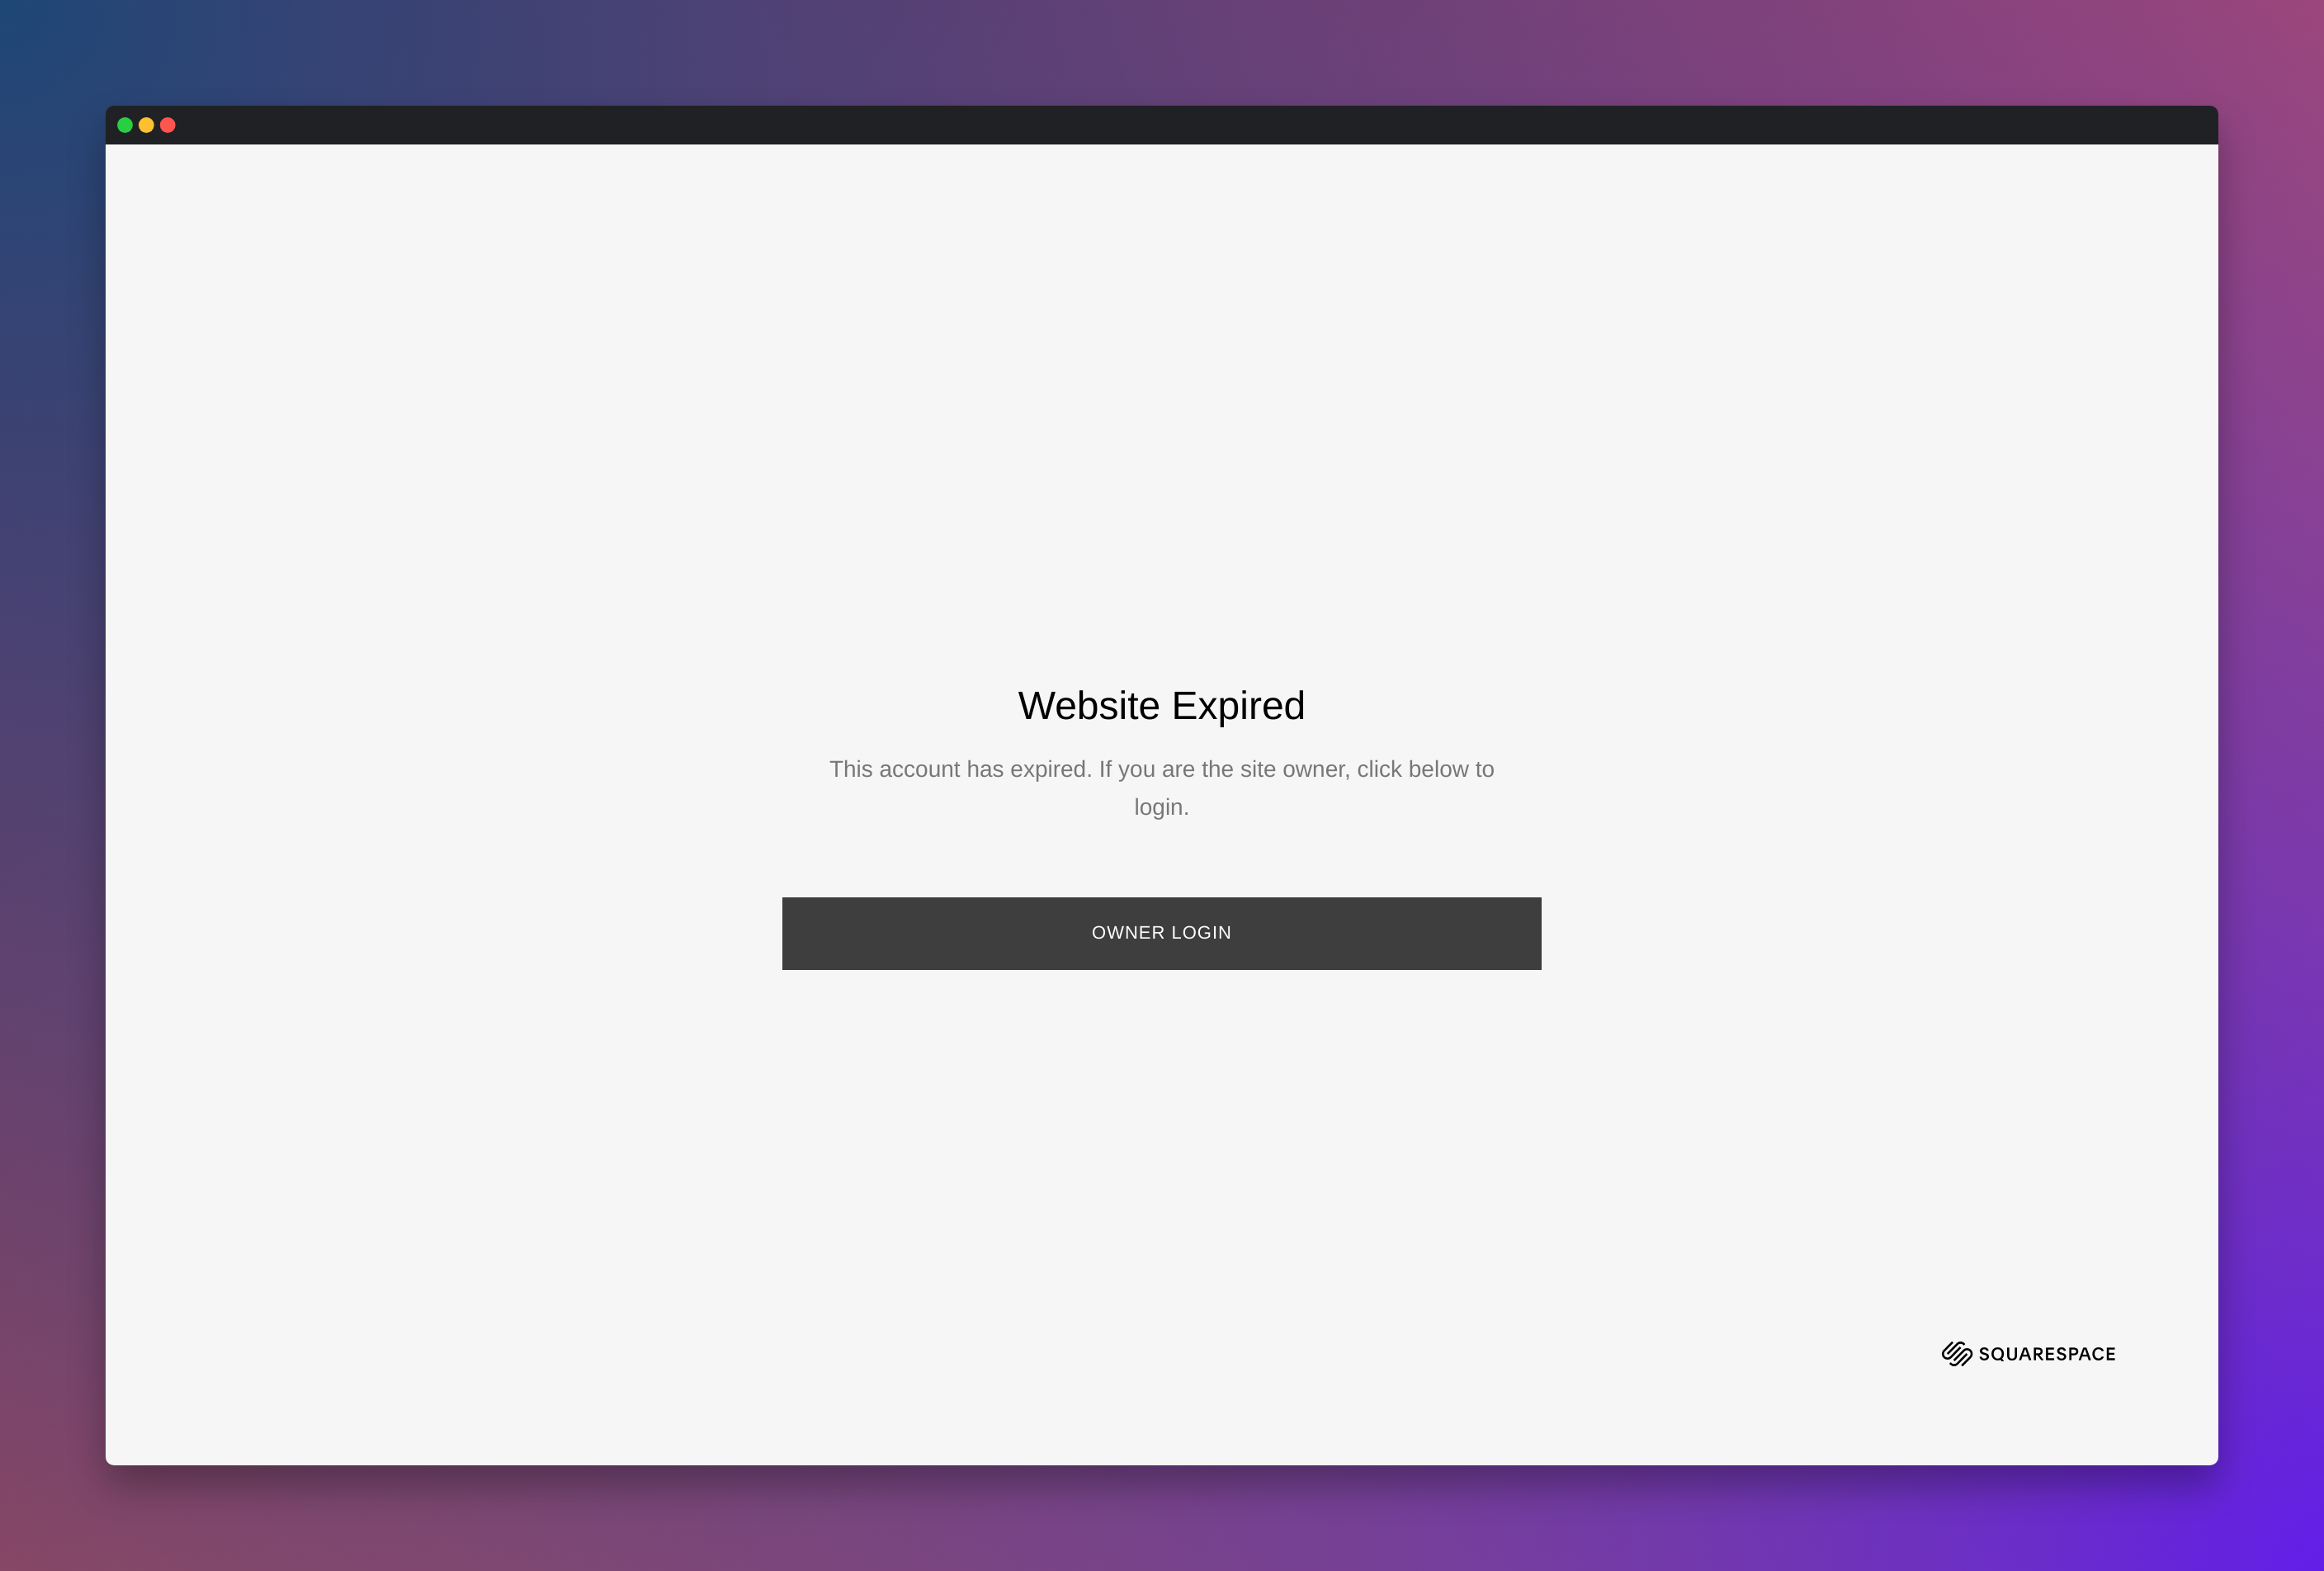 Website Expired
This account has expired. If you are the site owner, click below to
login.
OWNER LOGIN
SQUARESPACE